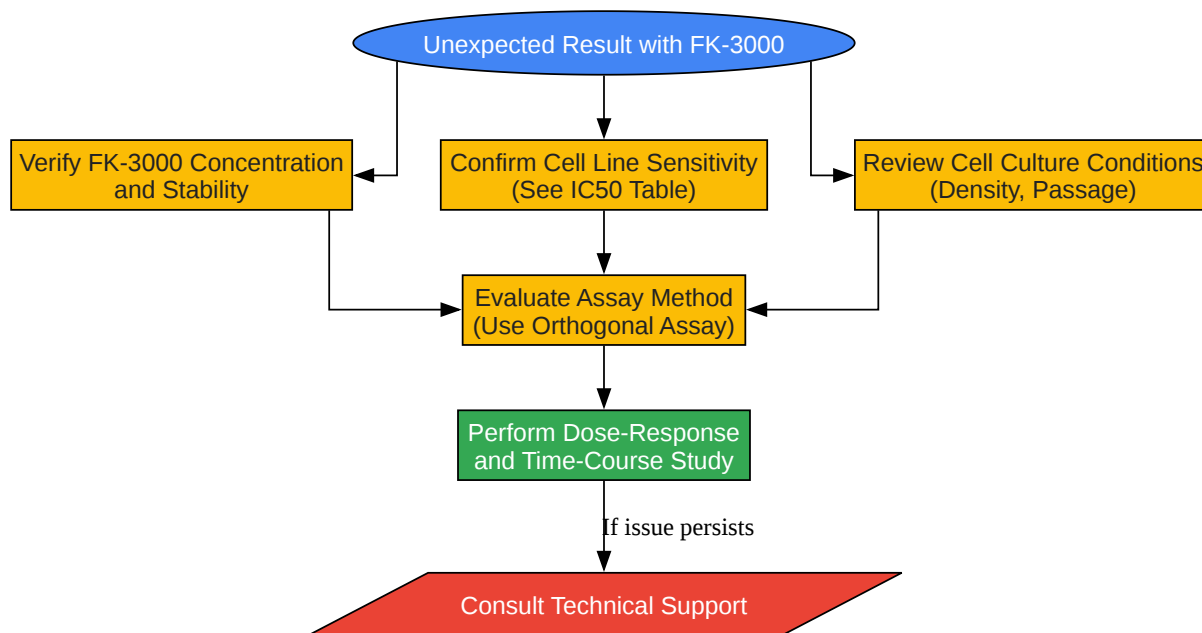 Unexpected Result with FK-3000
Verify FK-3000 Concentration
and Stability
Confirm Cell Line Sensitivity
(See IC50 Table)
Review Cell Culture Conditions
(Density, Passage)
Evaluate Assay Method
(Use Orthogonal Assay)
Perform Dose-Response
and Time-Course Study
If issue persists
Consult Technical Support